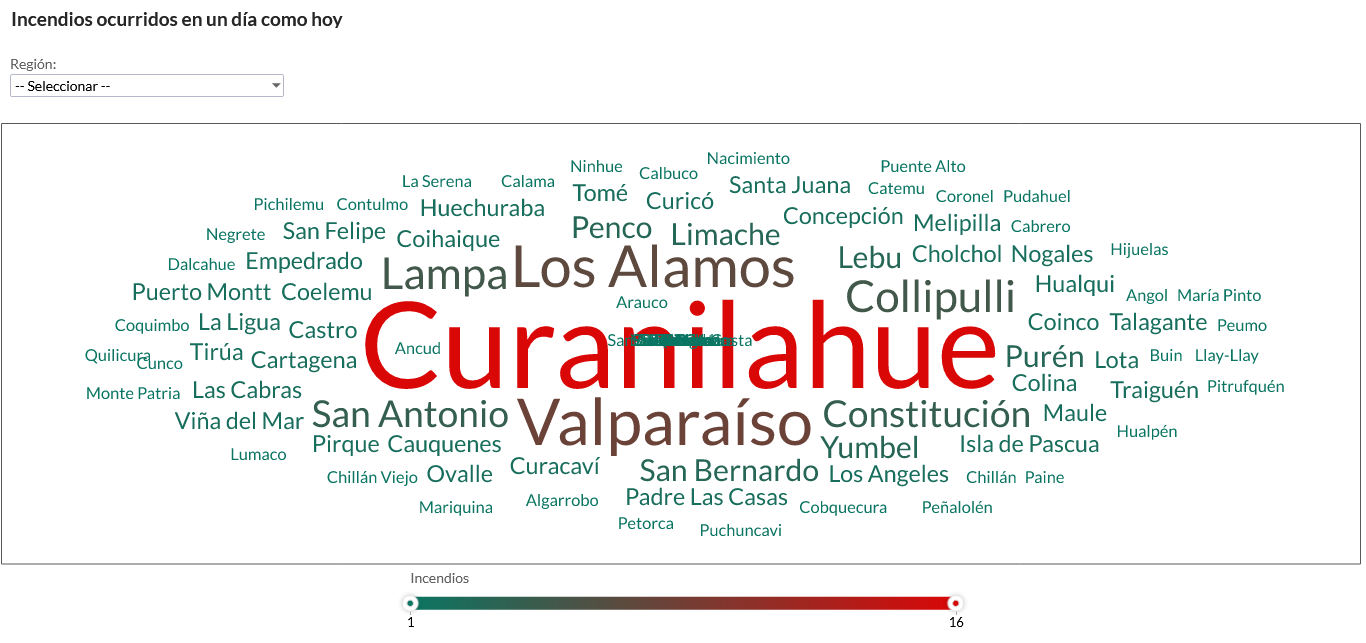 Incendios ocurridos en un día como hoy
Región:
-- Seleccionar --
Nacimiento
Ninhue
Puente Alto
Calbuco
La Serena
Calama
Santa Juana
Catemu
Tomé
Curicó
Coronel
Pudahuel
Pichilemu
Contulmo
Huechuraba
Concepción
Melipilla
Cabrero
Negrete
San Felipe
Coihaique
Penco
Limache
Hijuelas
Dalcahue
Empedrado
Lampa
Los Alamos
Lebu
Cholchol
Nogales
Puerto Montt
Coelemu
Arauco
Collipulli
Hualqui
Angol
María Pinto
Coquimbo
La Ligua
Castro
Curanilahue
Coinco
Talagante
Peumo
Quilicura
Cunco
Tirúa
Cartagena
Ancud
Purén
Lota
Buin
Llay-Llay
Monte Patria
Las Cabras
Colina
Traiguén
Pitrufquén
Viña del Mar
San Antonio
Valparaíso
Constitución
Maule
Hualpén
Lumaco
Pirque
Cauquenes
Yumbel
Isla de Pascua
Chillán Viejo
Ovalle
Curacaví
San Bernardo
Los Angeles
Chillán
Paine
Mariquina
Algarrobo
Padre Las Casas
Cobquecura
Peñalolén
Petorca
Puchuncavi
Incendios
1
16